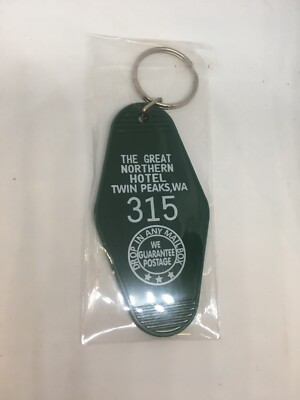 THE GREAT
NORTHERN
HOTEL
TWIN PEAKS,WA
315
DROP IN ANY MAIL BOX
WE
GUARANTEE
POSTAGE